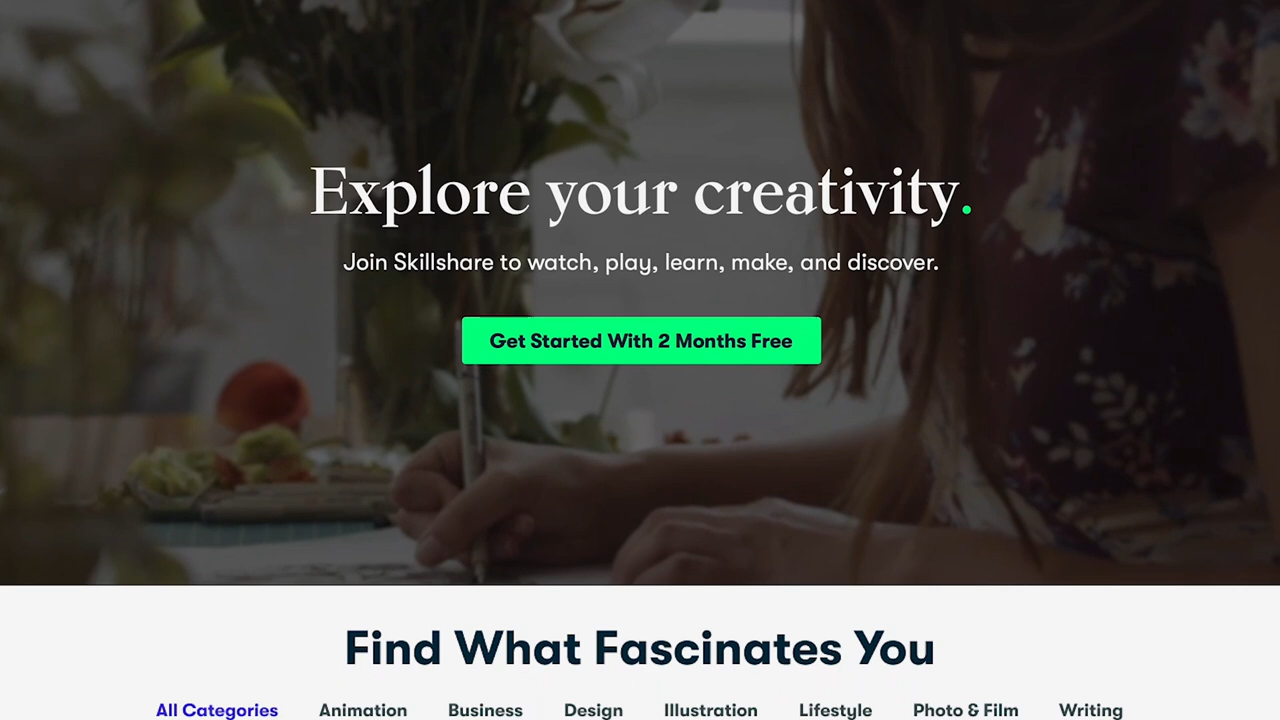 Explore your creativity.
Join Skillshare to watch, play, learn, make, and discover.
Get Started With 2 Months Free
Find What Fascinates You
All Categories Animation Business Design Illustration Lifestyle Photo & Film Writing